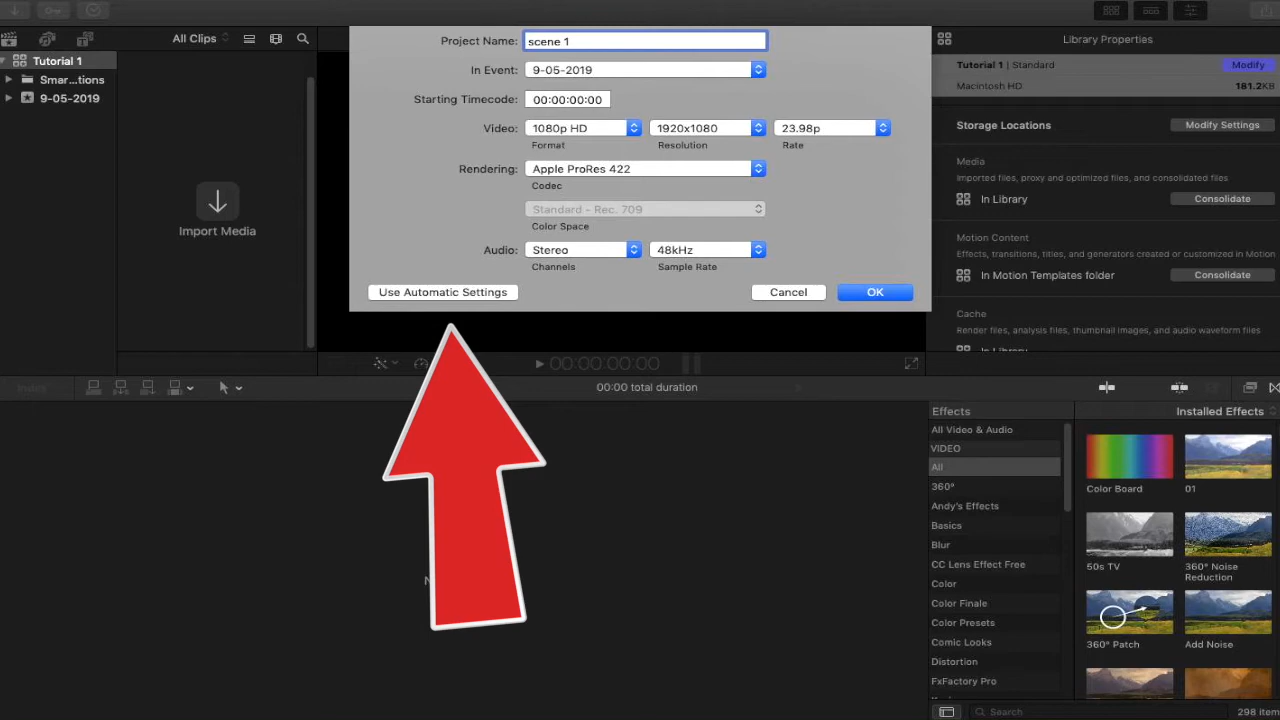 Project Name: scene 1
In Event: 9-05-2019
Starting Timecode: 00:00:00:00
Video: 1080p HD 1920x1080 23.98p
Format Resolution Rate
Rendering: Apple ProRes 422
Codec
Standard - Rec. 709
Color Space
Audio: Stereo 48kHz
Channels Sample Rate
Use Automatic Settings Cancel OK
All Clips
Tutorial 1
Smar...tions
9-05-2019
Import Media
Library Properties
Tutorial 1 | Standard Modify
Macintosh HD 181.2KB
Storage Locations Modify Settings
Media
Imported files, proxy and optimized files, and consolidated files
In Library Consolidate
Motion Content
Effects, transitions, titles, and generators created or customized in Motion
In Motion Templates folder Consolidate
Cache
Render files, analysis files, thumbnail images, and audio waveform files
In Library
00:00:00:00
Index
00:00 total duration
Effects
Installed Effects
All Video & Audio
VIDEO
All
360°
Andy's Effects
Basics
Blur
CC Lens Effect Free
Color
Color Finale
Color Presets
Comic Looks
Distortion
FxFactory Pro
Color Board
01
50s TV
360° Noise
Reduction
360° Patch
Add Noise
Search
298 item